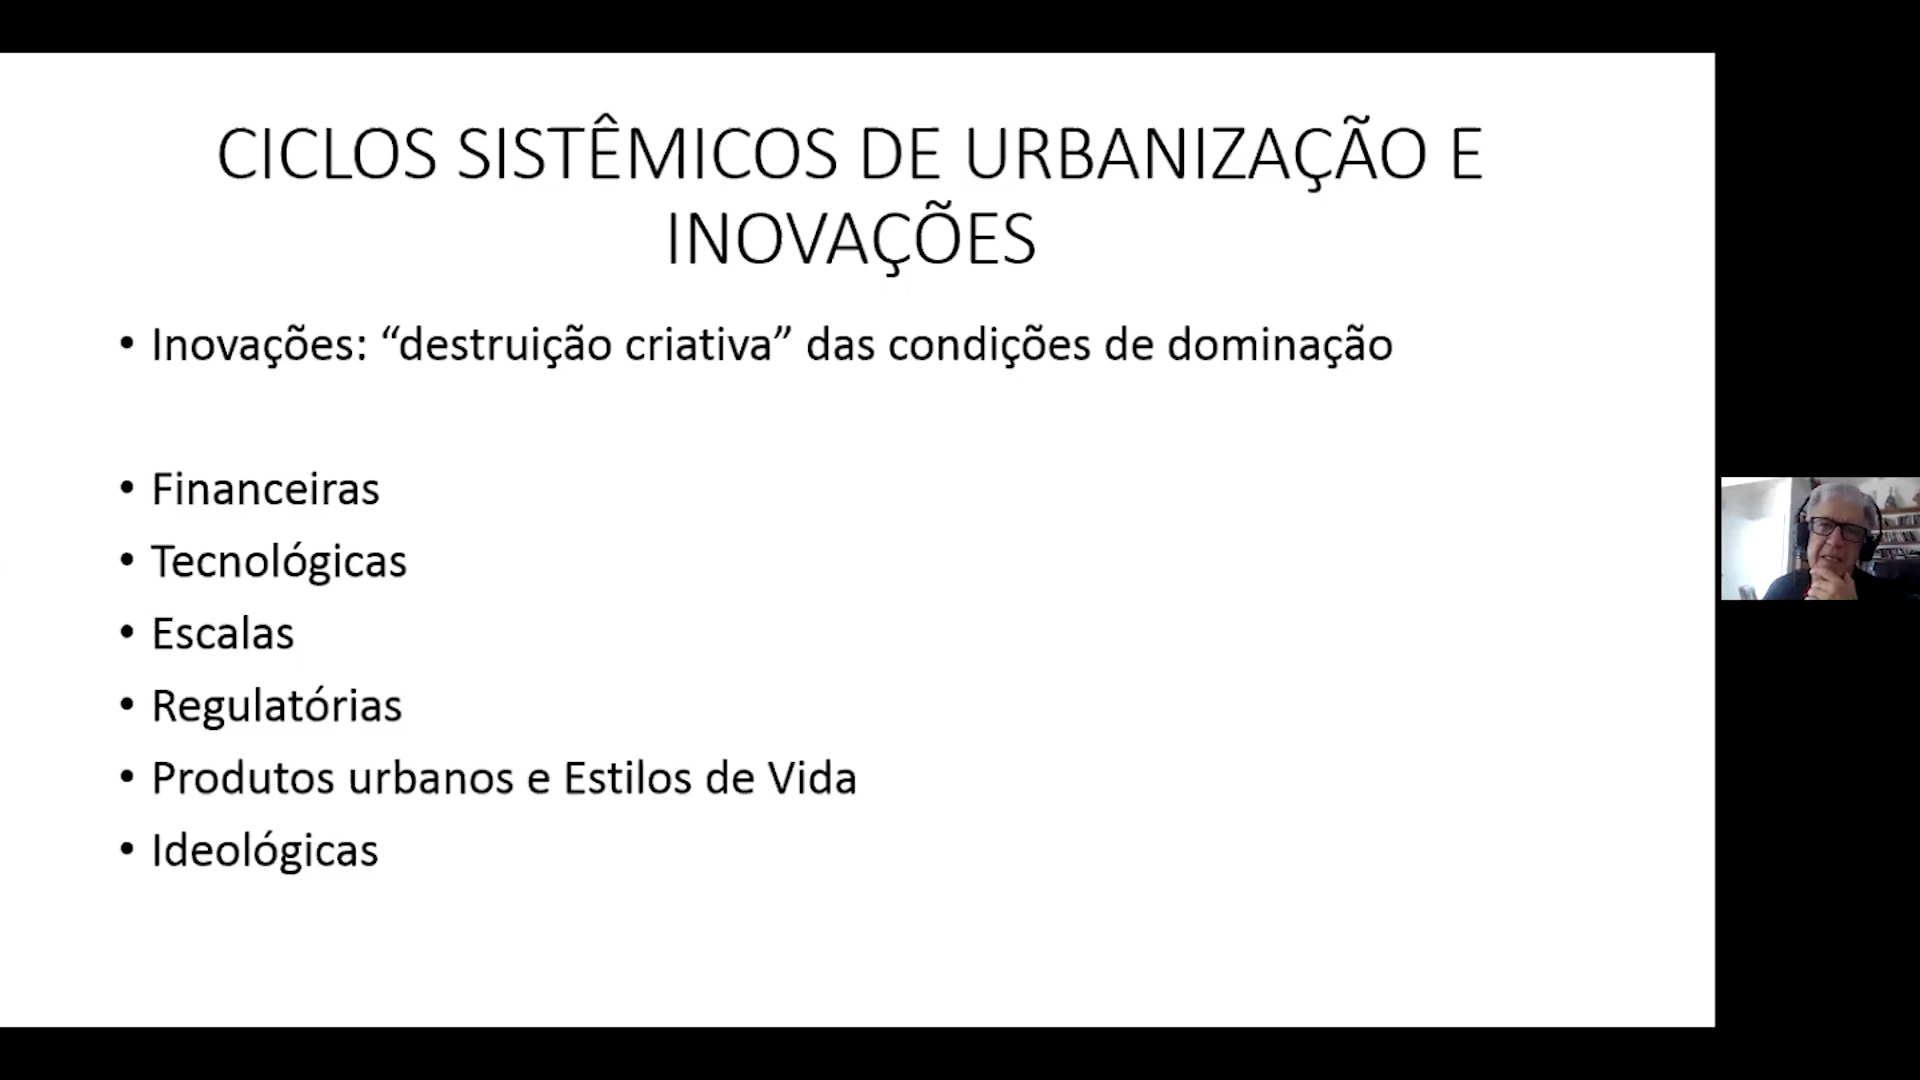 CICLOS SISTÊMICOS DE URBANIZAÇÃO E
INOVAÇÕES
• Inovações: “destruição criativa” das condições de dominação
• Financeiras
• Tecnológicas
• Escalas
• Regulatórias
• Produtos urbanos e Estilos de Vida
• Ideológicas